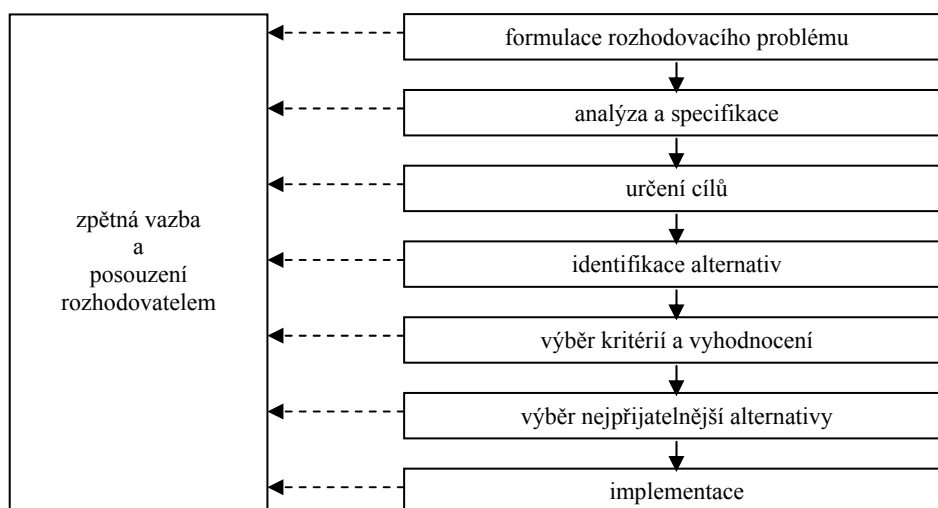 formulace rozhodovacího problému
analýza a specifikace
určení cílů
zpětná vazba
a
posouzení
rozhodovatelem
identifikace alternativ
výběr kritérií a vyhodnocení
výběr nejpřijatelnější alternativy
implementace